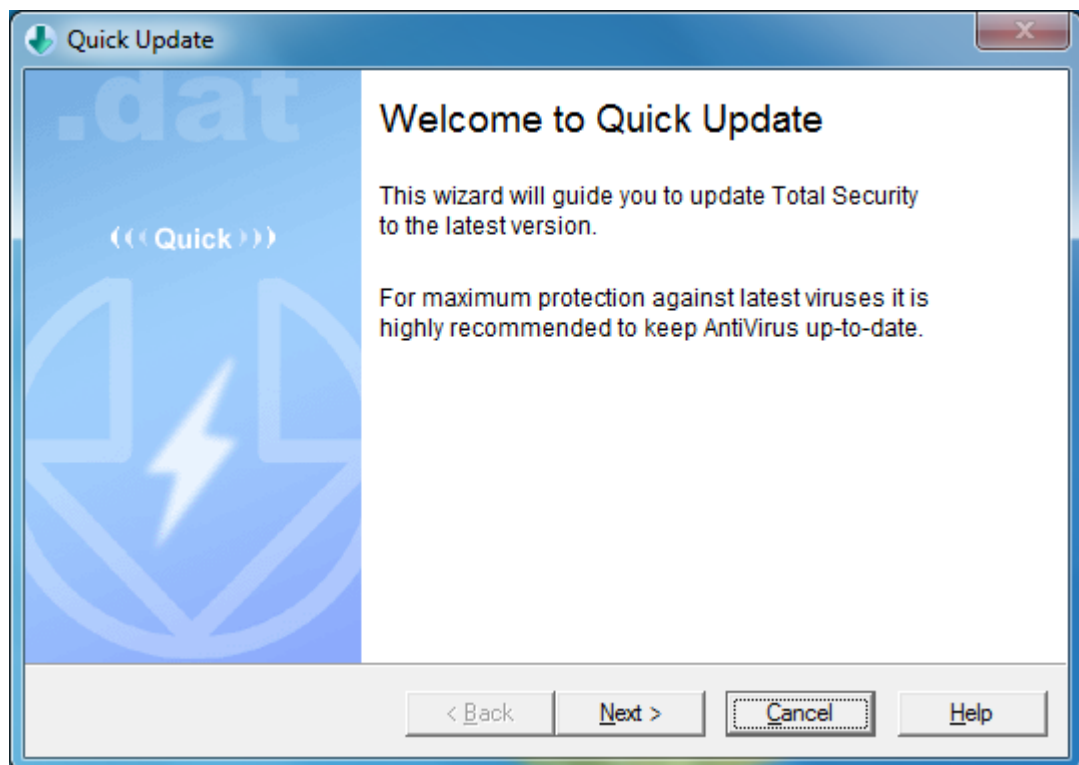 Quick Update
.dat
(((Quick)))
Welcome to Quick Update
This wizard will guide you to update Total Security
to the latest version.
For maximum protection against latest viruses it is
highly recommended to keep AntiVirus up-to-date.
< Back
Next >
Cancel
Help